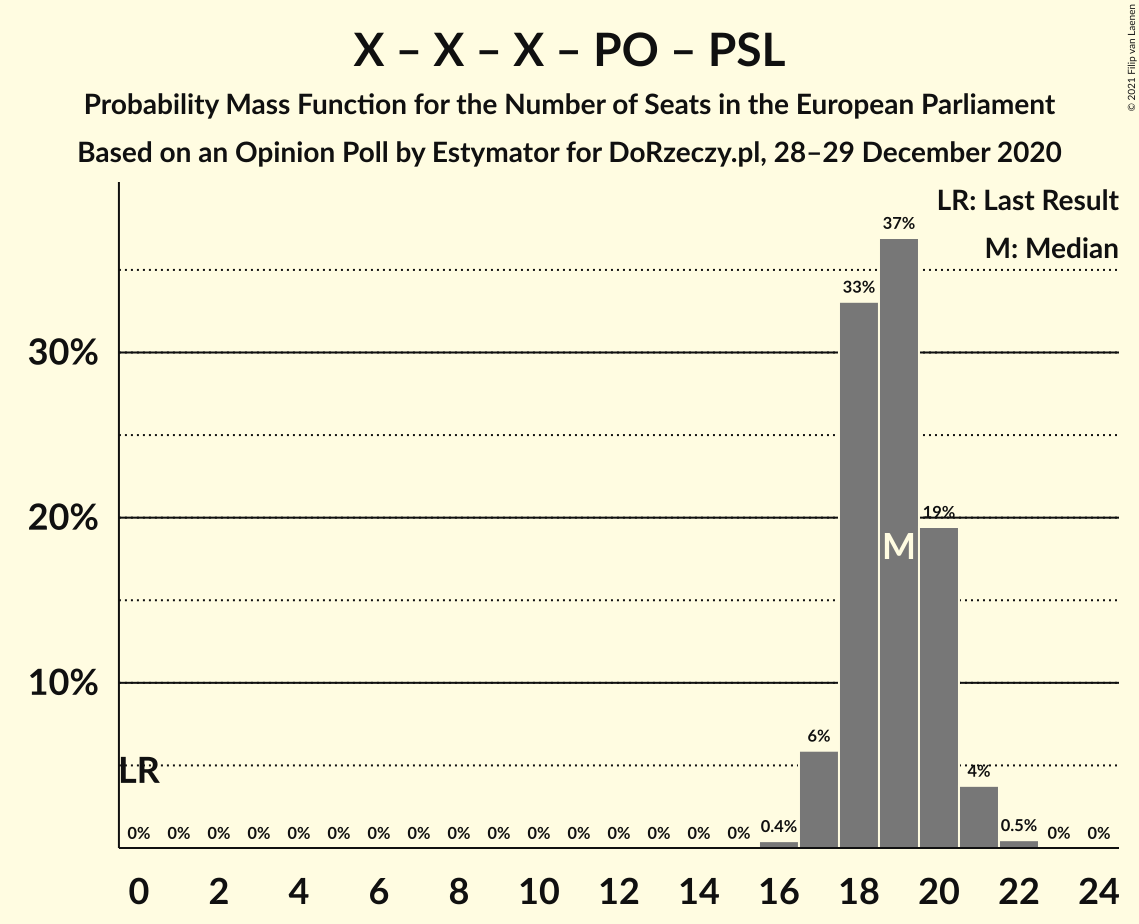 X – X – X – PO – PSL
Probability Mass Function for the Number of Seats in the European Parliament
Based on an Opinion Poll by Estymator for DoRzeczy.pl, 28–29 December 2020
© 2021 Filip van Laenen
LR: Last Result
M: Median
37%
33%
30%
20%
19%
M
10%
6%
LR
4%
0% 0% 0% 0% 0% 0% 0% 0% 0% 0% 0% 0% 0% 0% 0% 0% 0.4% 0.5% 0% 0%
0 2 4 6 8 10 12 14 16 18 20 22 24